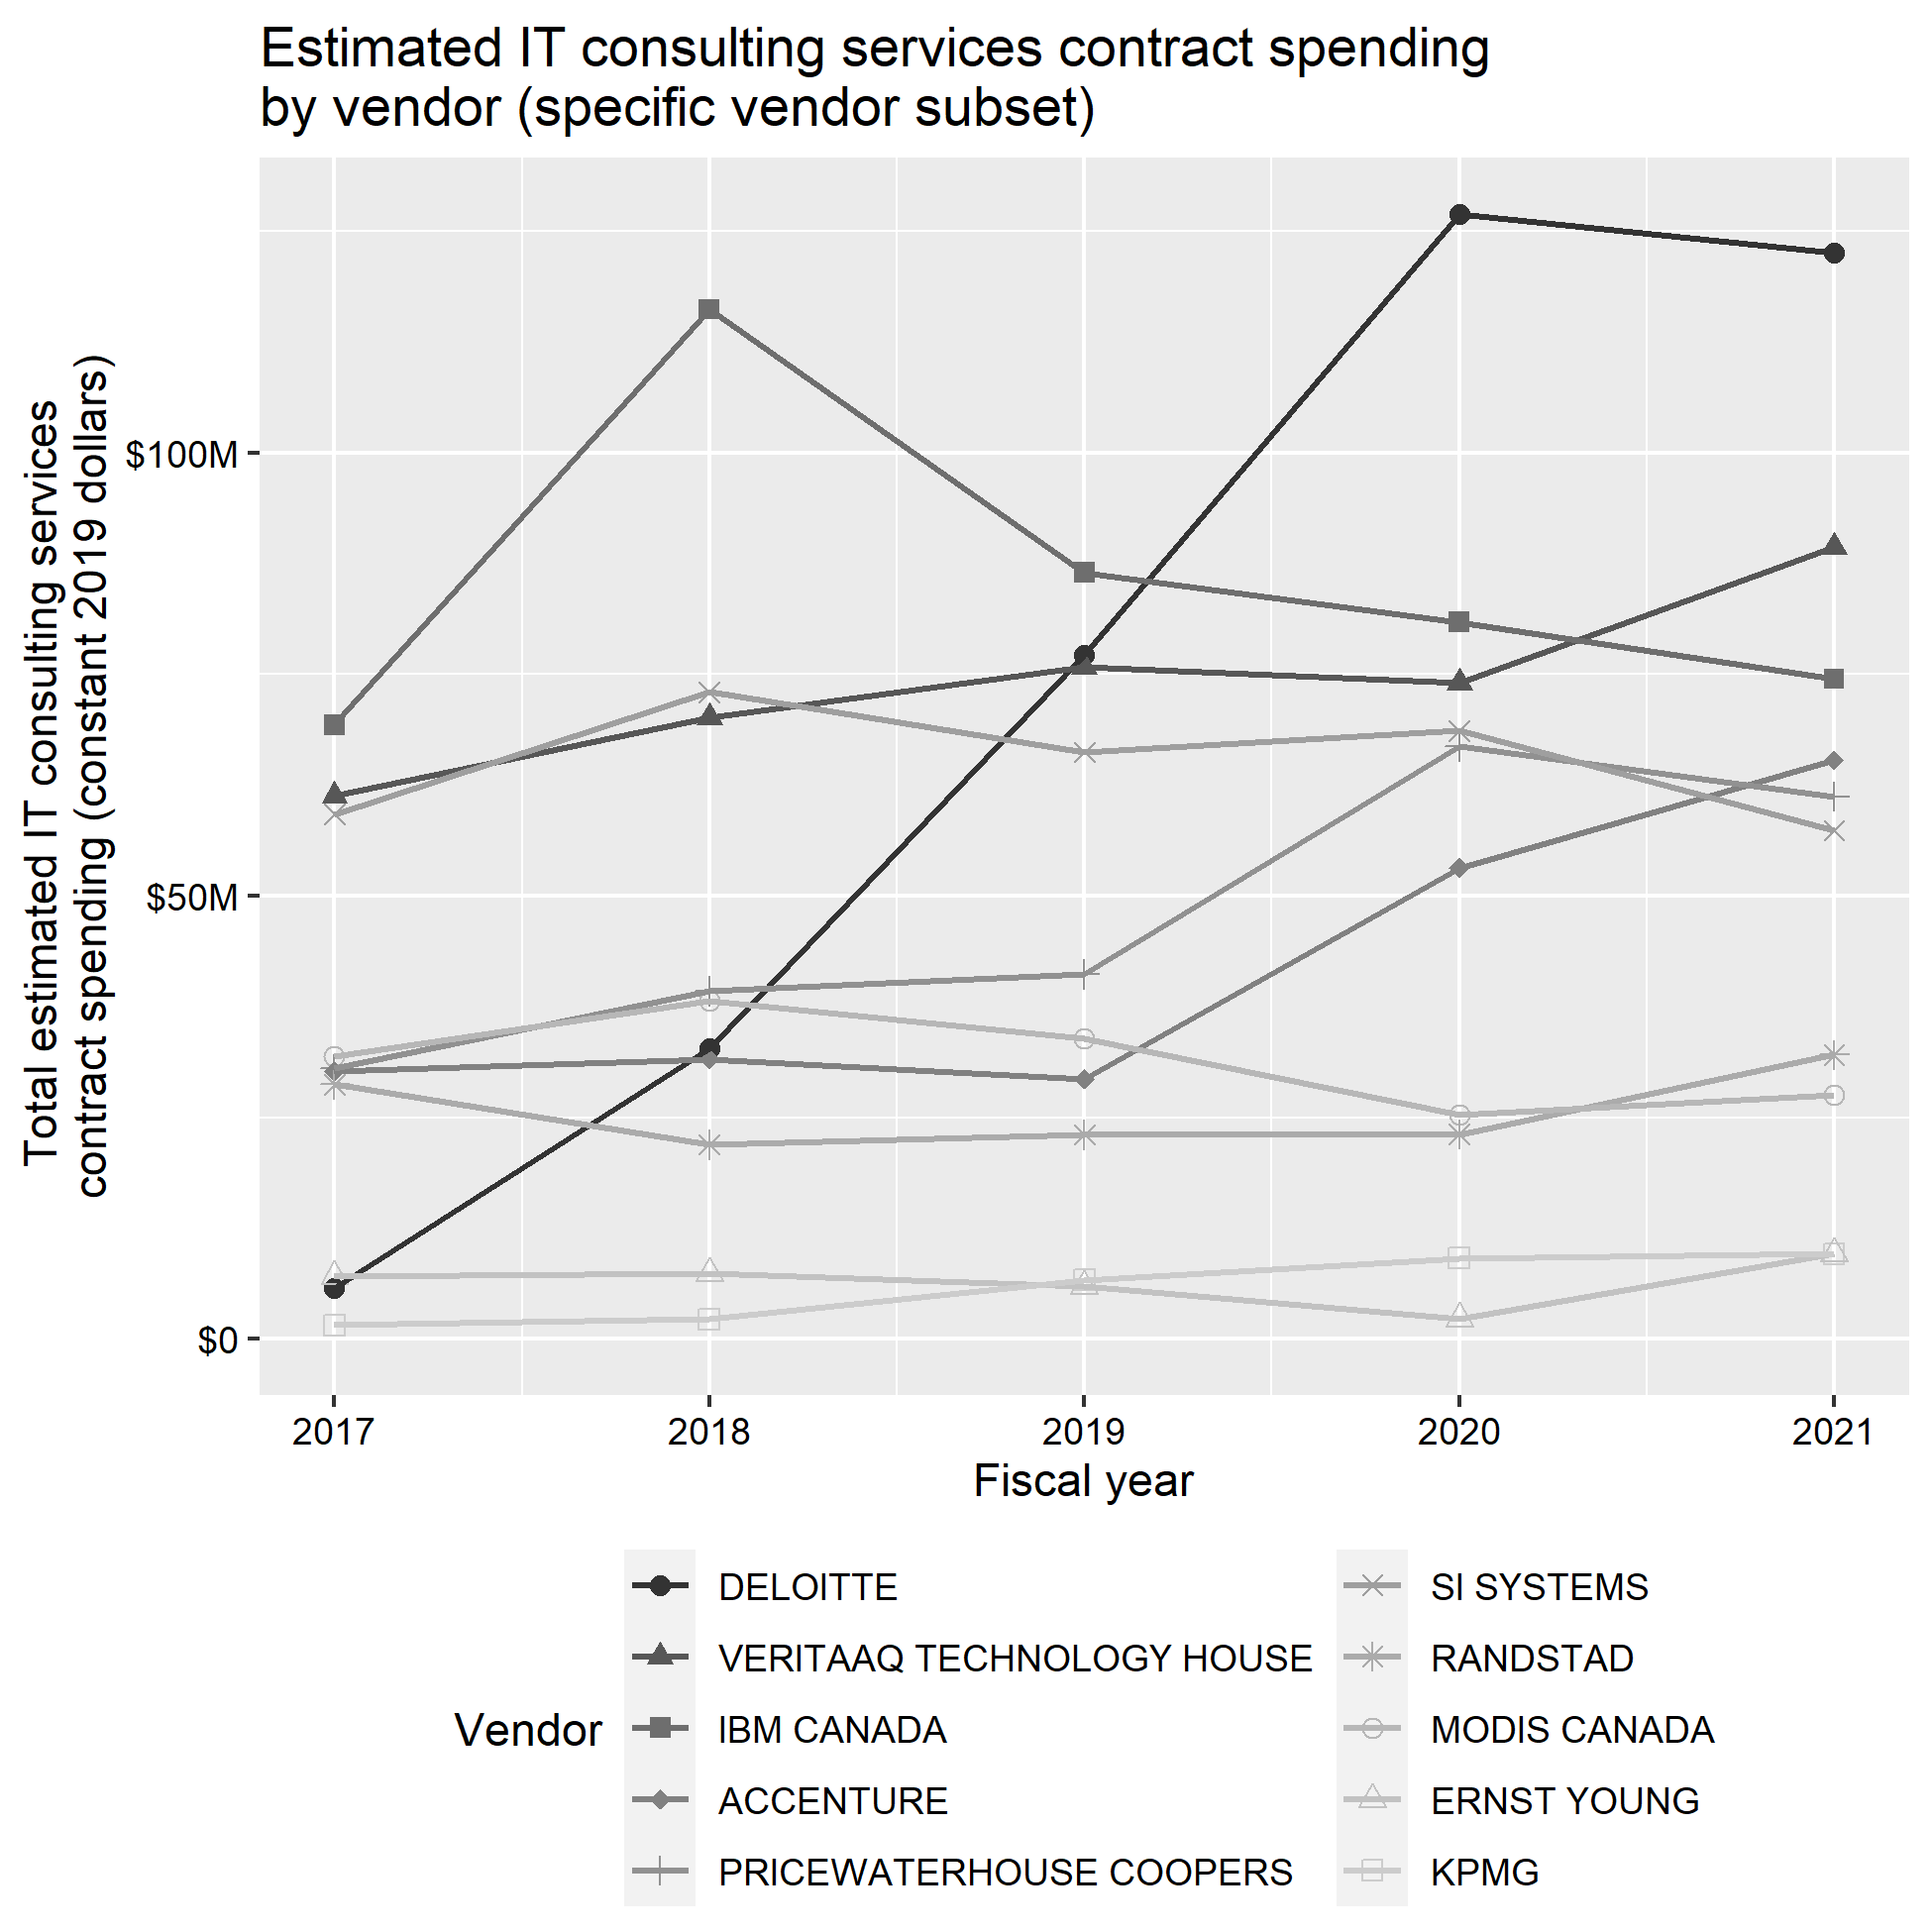 Estimated IT consulting services contract spending
by vendor (specific vendor subset)
Total estimated IT consulting services
contract spending (constant 2019 dollars)
$100M
$50M
$0
2017 2018 2019 2020 2021
Fiscal year
Vendor
DELOITTE
VERITAAQ TECHNOLOGY HOUSE
IBM CANADA
ACCENTURE
PRICEWATERHOUSE COOPERS
SI SYSTEMS
RANDSTAD
MODIS CANADA
ERNST YOUNG
KPMG